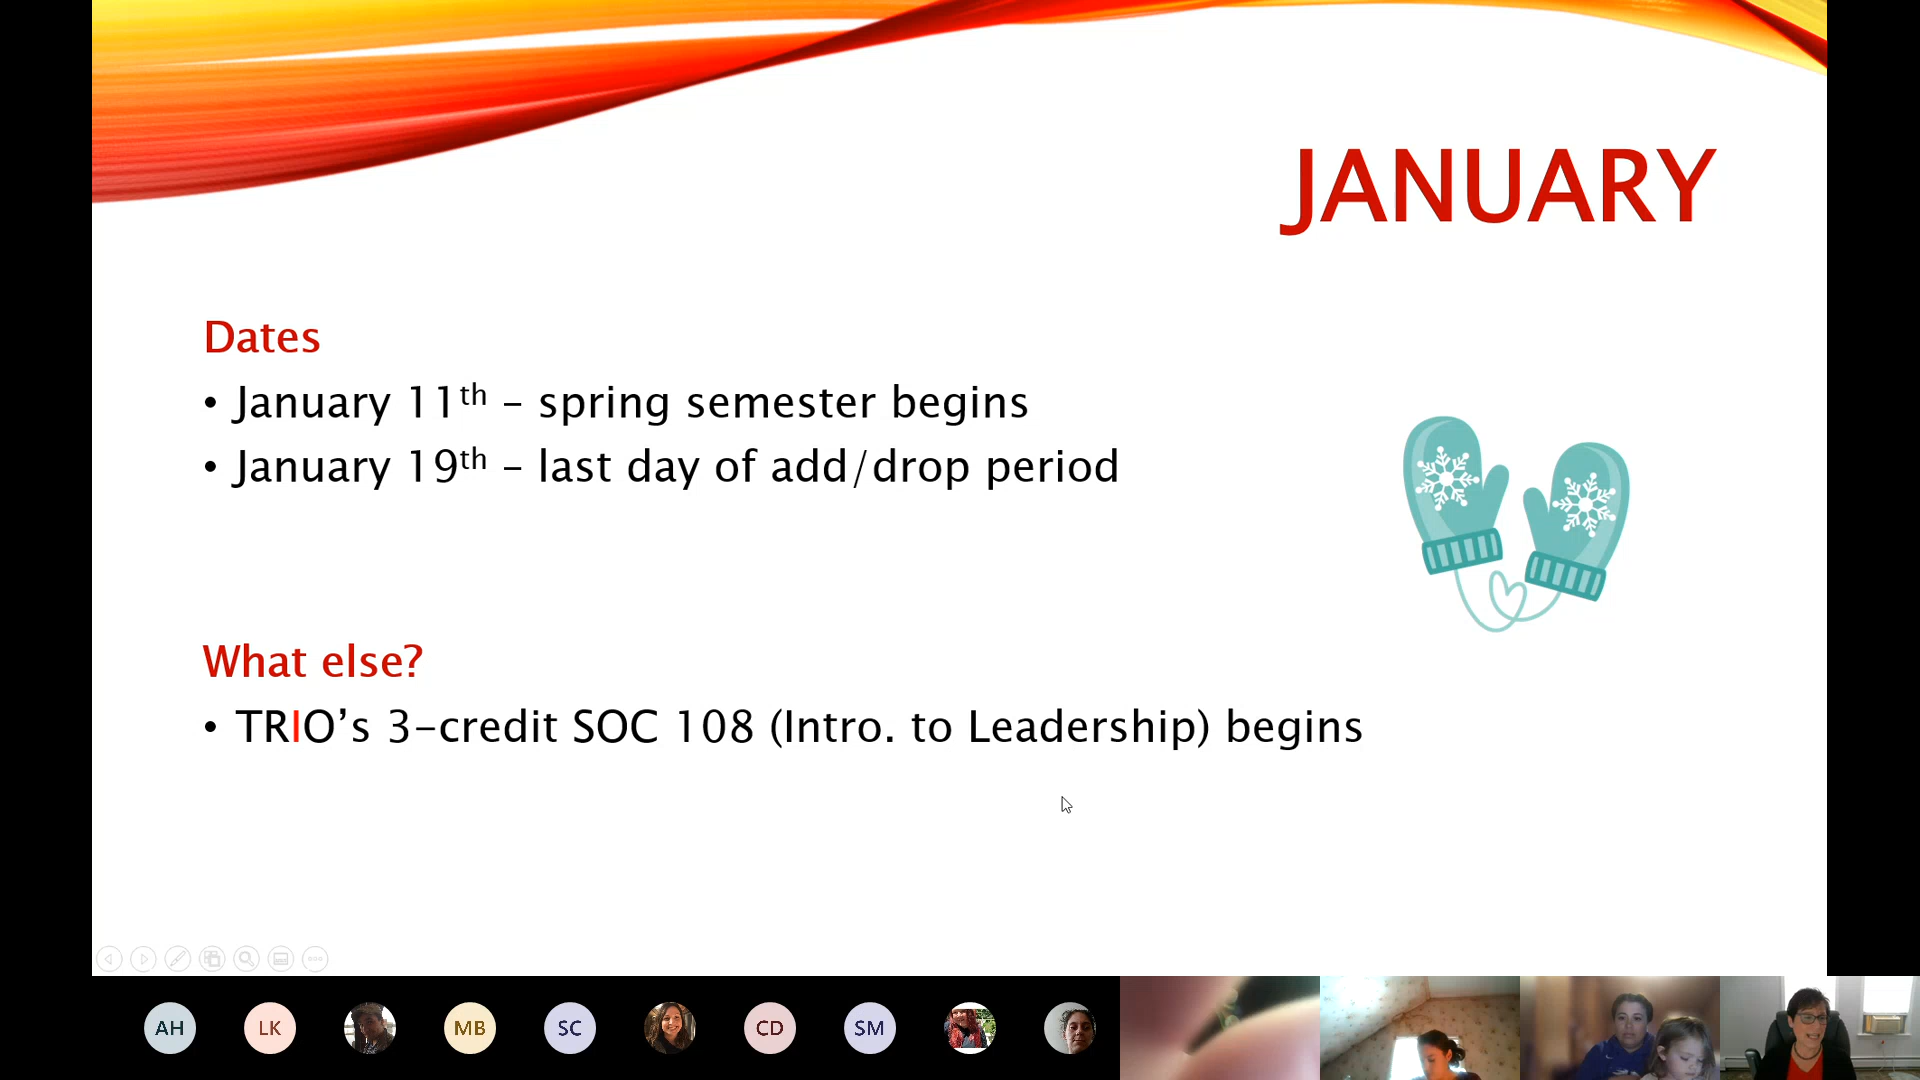 JANUARY
Dates
• January 11th – spring semester begins
• January 19th – last day of add/drop period
What else?
• TRIO’s 3-credit SOC 108 (Intro. to Leadership) begins
AH LK MB SC CD SM